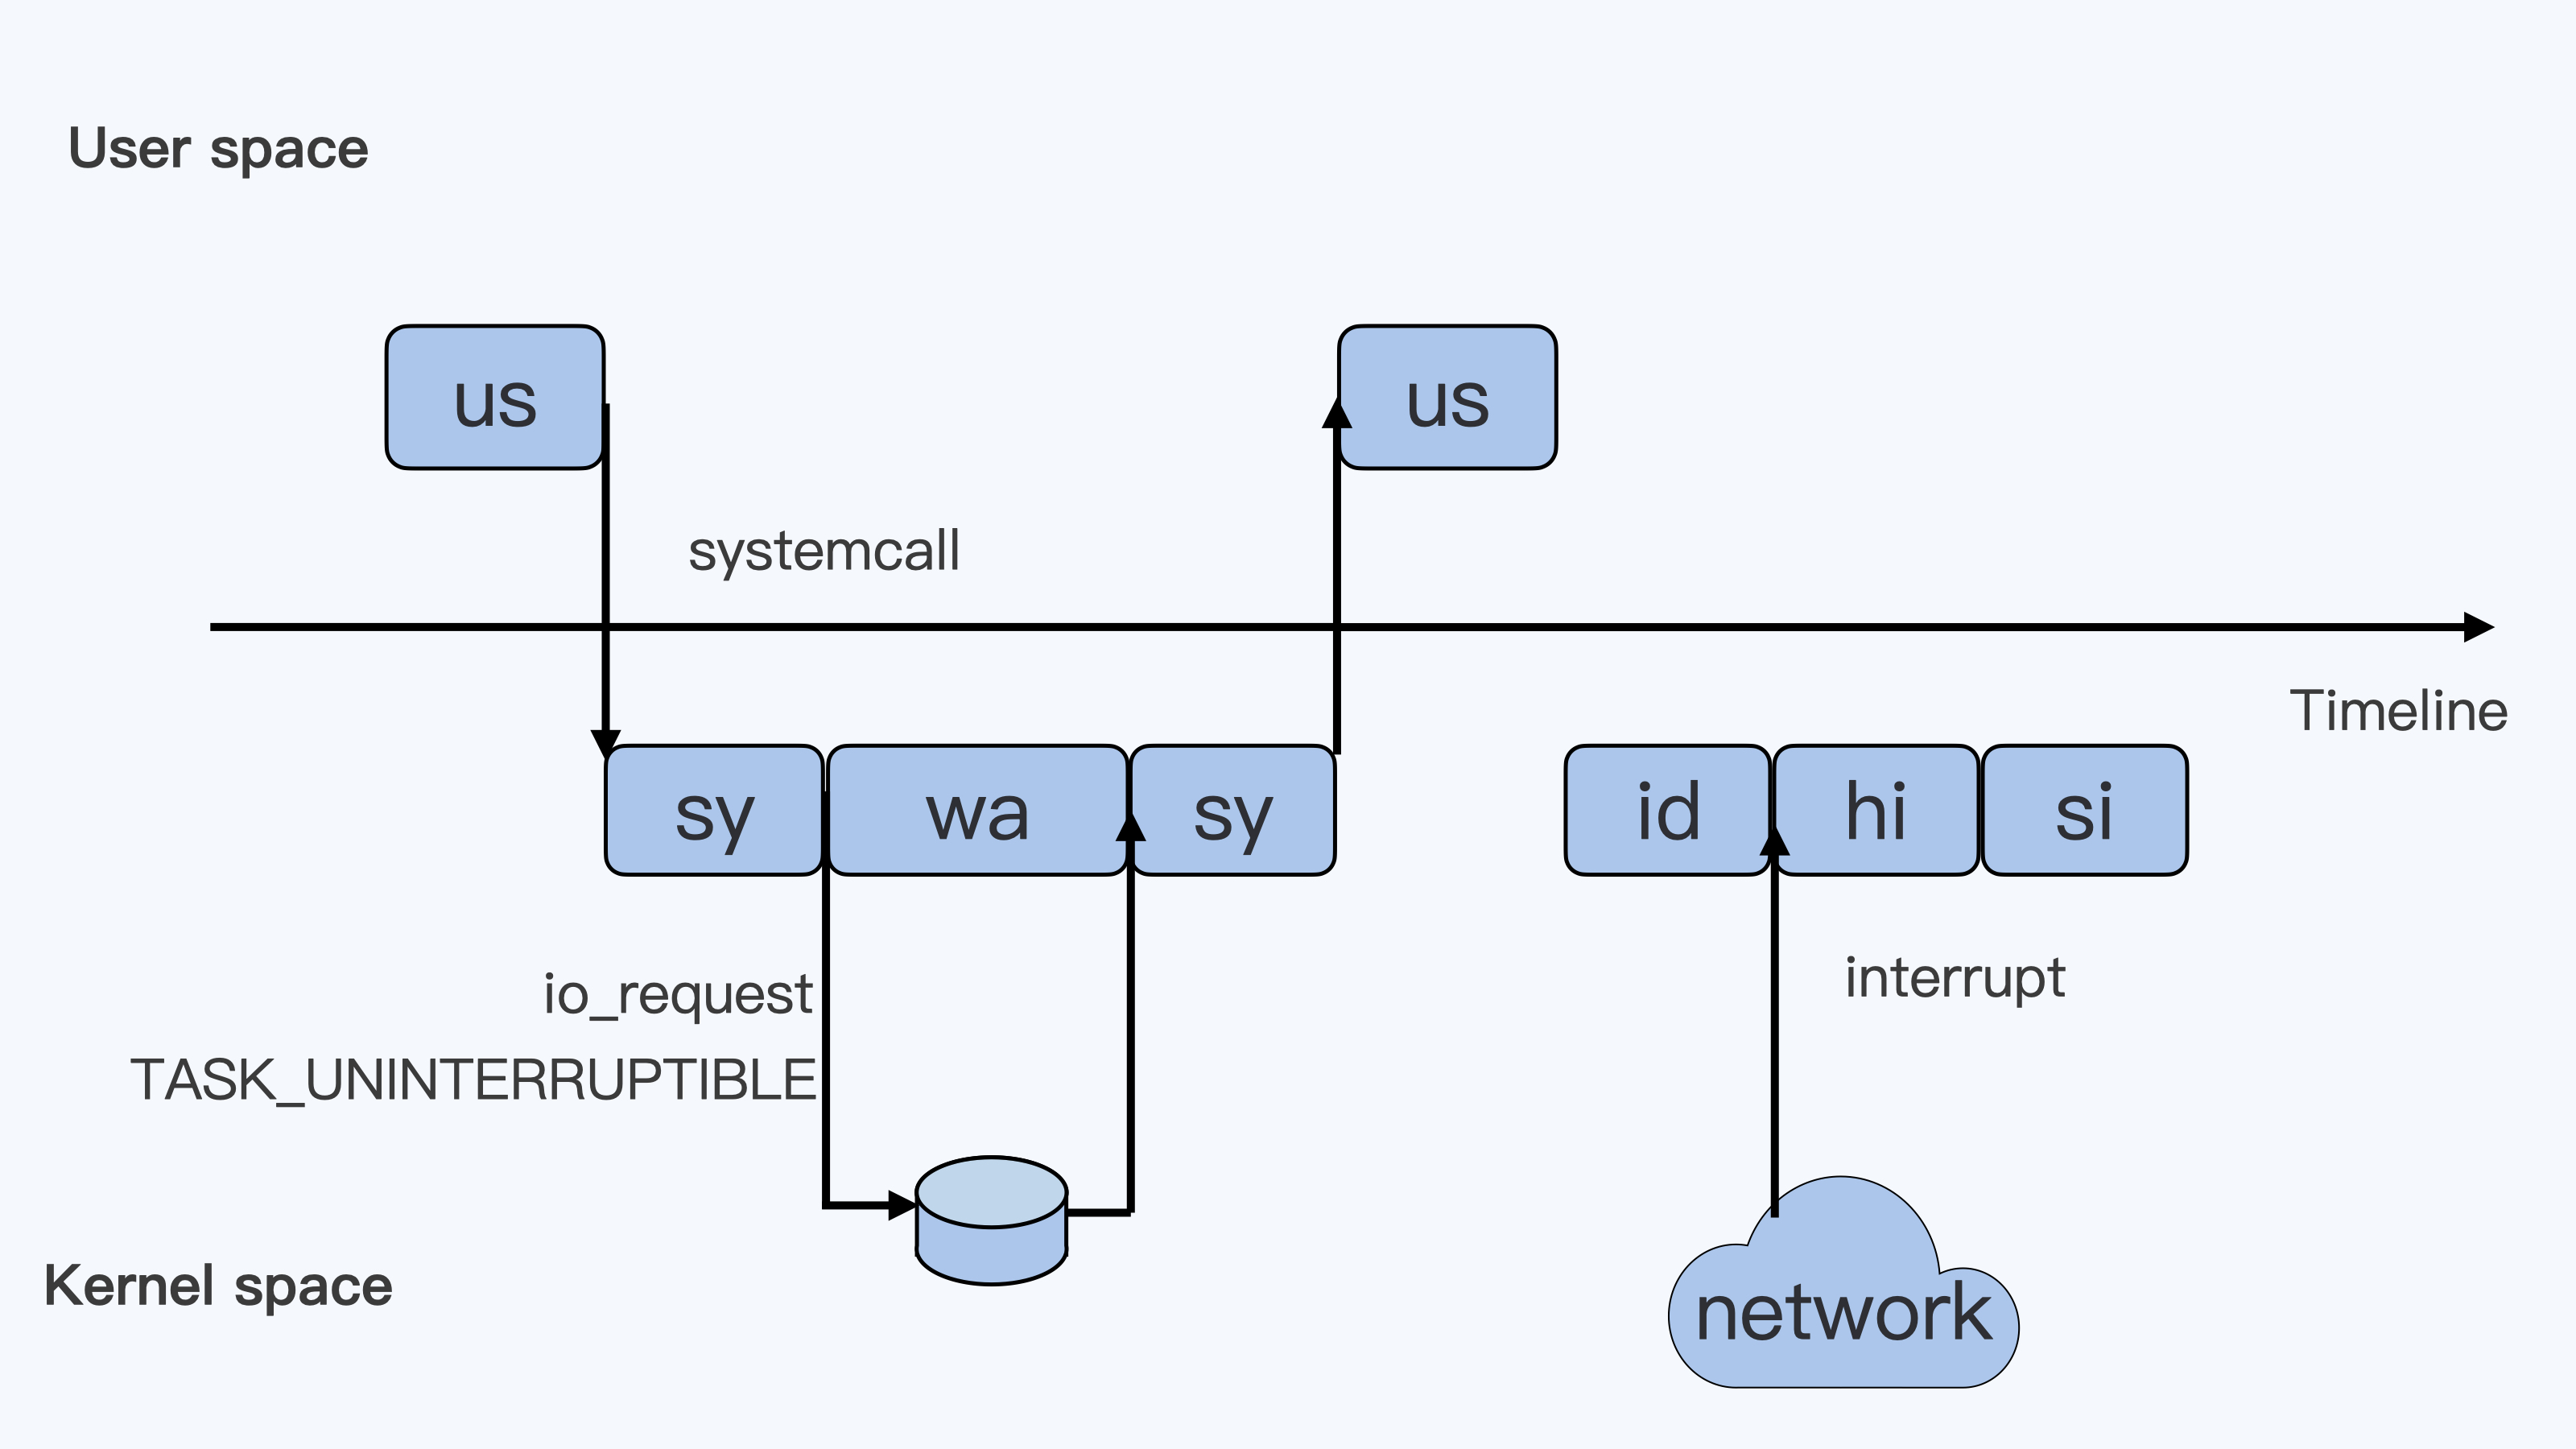 User space
us
us
systemcall
Timeline
sy
wa
sy
id
hi
si
io_request
TASK_UNINTERRUPTIBLE
interrupt
Kernel space
network